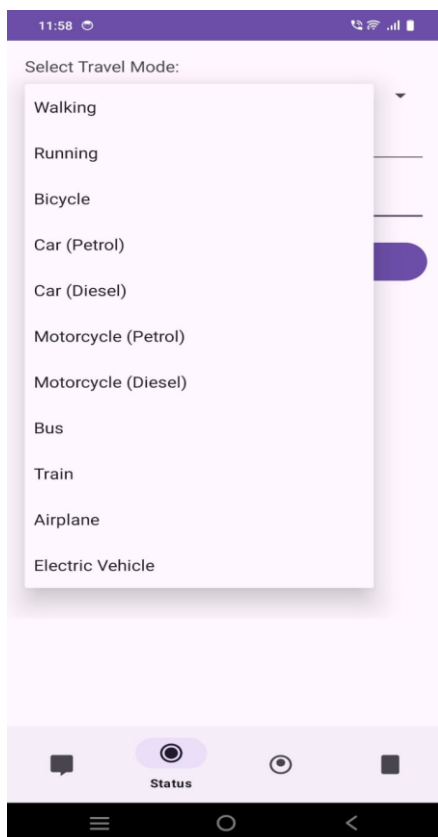 11:58
Select Travel Mode:
Walking
Running
Bicycle
Car (Petrol)
Car (Diesel)
Motorcycle (Petrol)
Motorcycle (Diesel)
Bus
Train
Airplane
Electric Vehicle
Status